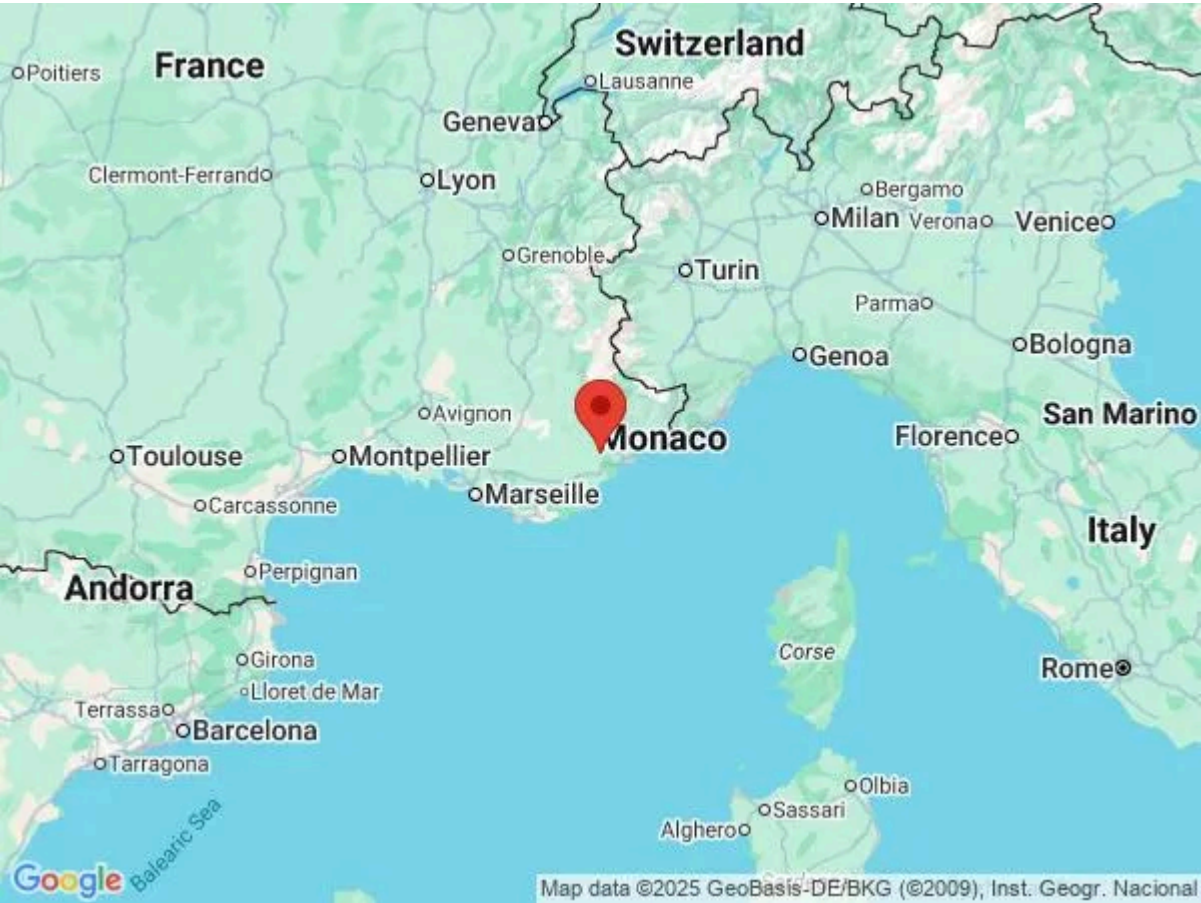 Switzerland
France
Poitiers
Lausanne
Geneva
Clermont-Ferrand
Lyon
Bergamo
Milan
Verona
Venice
Grenoble
Turin
Parma
Bologna
Genoa
Avignon
San Marino
Monaco
Florence
Toulouse
Montpellier
Marseille
Carcassonne
Italy
Perpignan
Andorra
Corse
Girona
Rome
Lloret de Mar
Terrassa
Barcelona
Tarragona
Olbia
Sassari
Alghero
Balearic Sea
Google
Map data ©2025 GeoBasis-DE/BKG (©2009), Inst. Geogr. Nacional